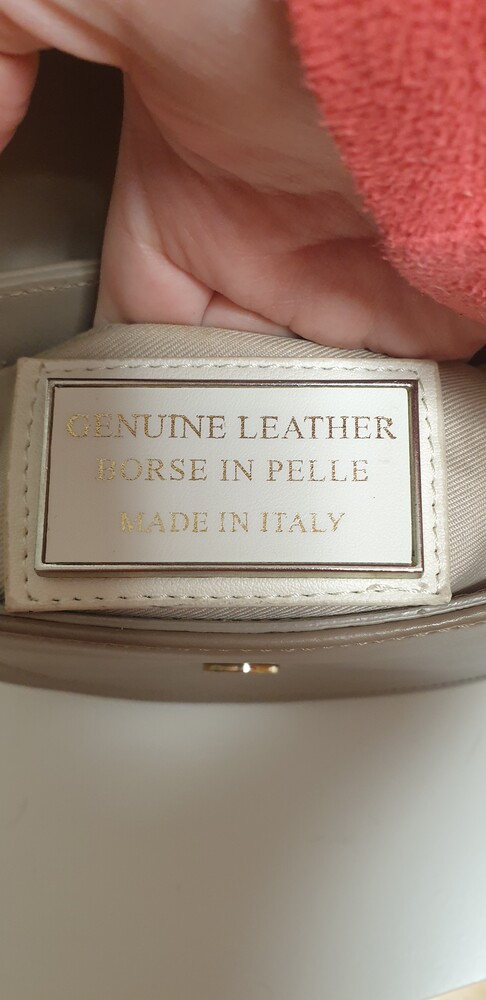 GENUINE LEATHER
BORSE IN PELLE
MADE IN ITALY